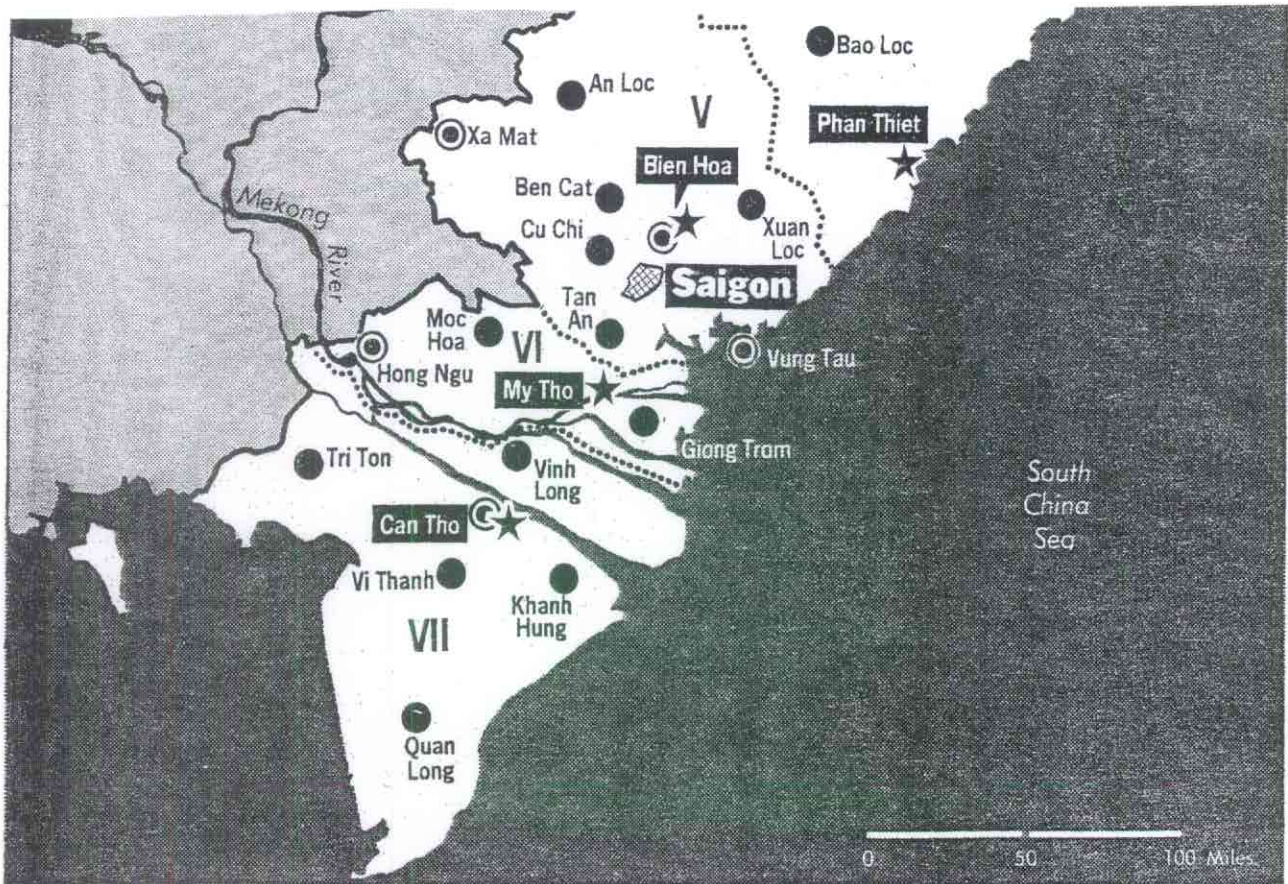 Bao Loc
An Loc
V
Phan Thiet
Xa Mat
Bien Hoa
Ben Cat
Mekong
River
Cu Chi
Xuan
Loc
Saigon
Tan
An
Moc
Hoa
VI
Vung Tau
Hong Ngu
My Tho
Giong Trom
Tri Ton
Vinh
Long
South
China
Sea
Can Tho
Vi Thanh
Khanh
Hung
VII
Quan
Long
0 50 100 Miles